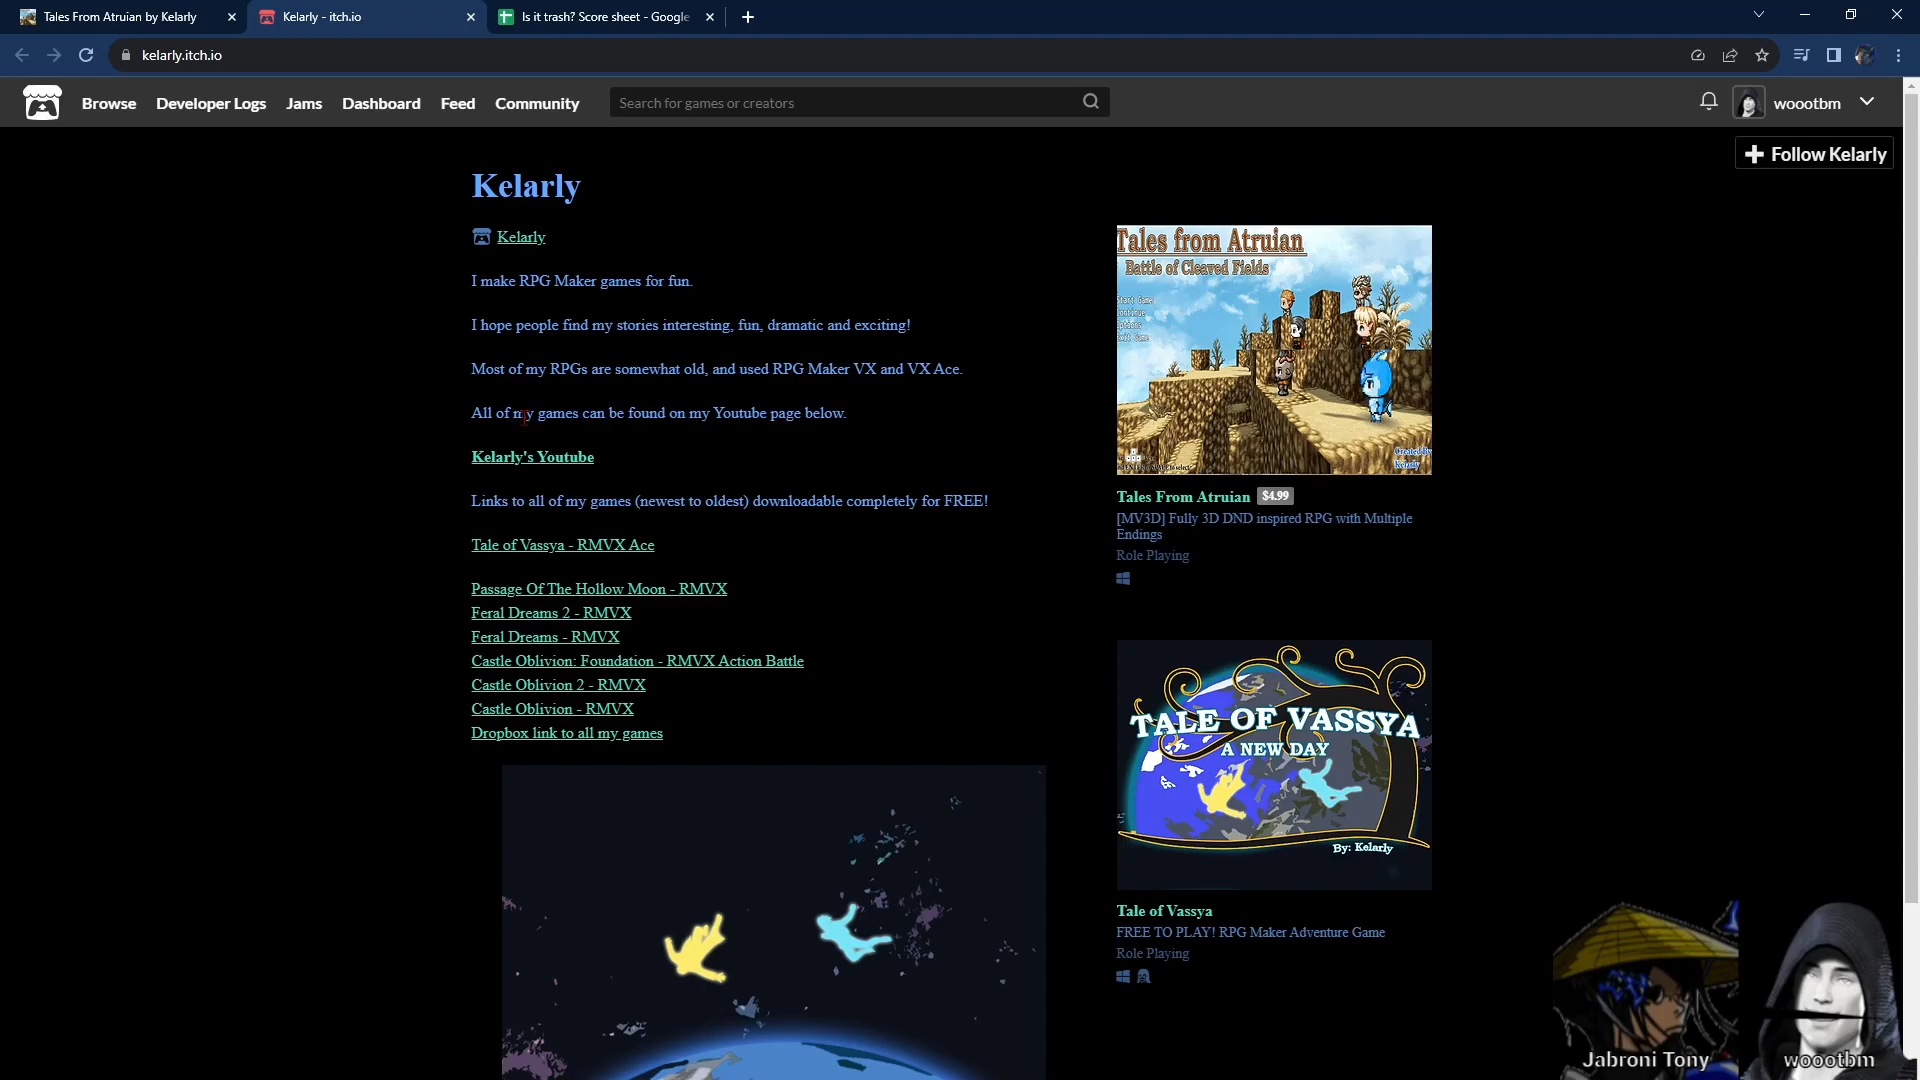 Tales From Atruian by Kelarly
Kelarly - itch.io
Is it trash? Score sheet - Google
kelarly.itch.io
Browse
Developer Logs
Jams
Dashboard
Feed
Community
Search for games or creators
woootbm
Follow Kelarly
Kelarly
Kelarly
I make RPG Maker games for fun.
I hope people find my stories interesting, fun, dramatic and exciting!
Most of my RPGs are somewhat old, and used RPG Maker VX and VX Ace.
All of my games can be found on my Youtube page below.
Kelarly's Youtube
Links to all of my games (newest to oldest) downloadable completely for FREE!
Tale of Vassya - RMVX Ace
Passage Of The Hollow Moon - RMVX
Feral Dreams 2 - RMVX
Feral Dreams - RMVX
Castle Oblivion: Foundation - RMVX Action Battle
Castle Oblivion 2 - RMVX
Castle Oblivion - RMVX
Dropbox link to all my games
Tales from Atruian
Battle of Cleaved Fields
Start Game
Continue
Options
Exit Game
Created By
Kelarly
Tales From Atruian $4.99
[MV3D] Fully 3D DND inspired RPG with Multiple
Endings
Role Playing
TALE OF VASSYA
A NEW DAY
By: Kelarly
Tale of Vassya
FREE TO PLAY! RPG Maker Adventure Game
Role Playing
Jabroni Tony
woootbm